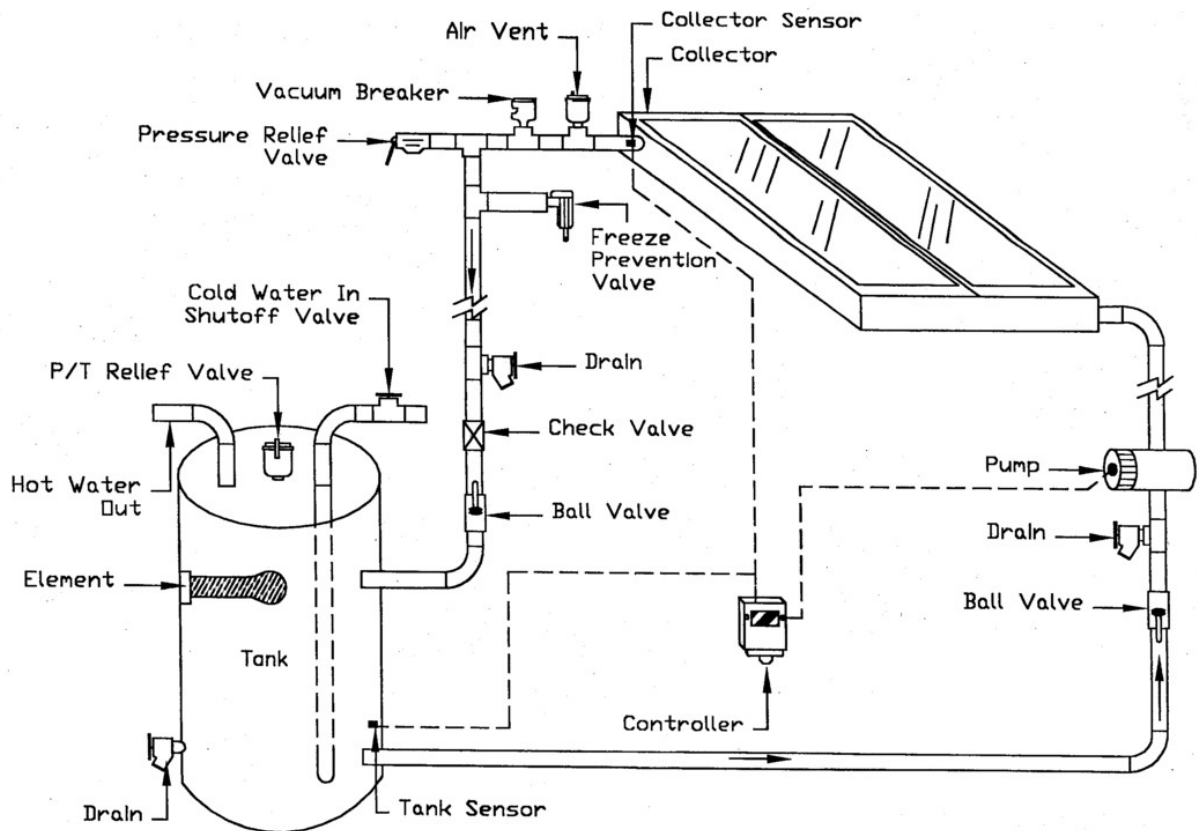 Air Vent
Collector Sensor
Collector
Vacuum Breaker
Pressure Relief
Valve
Freeze
Prevention
Valve
Cold Water In
Shutoff Valve
P/T Relief Valve
Drain
Check Valve
Hot Water
Out
Ball Valve
Pump
Drain
Element
Ball Valve
Tank
Controller
Drain
Tank Sensor